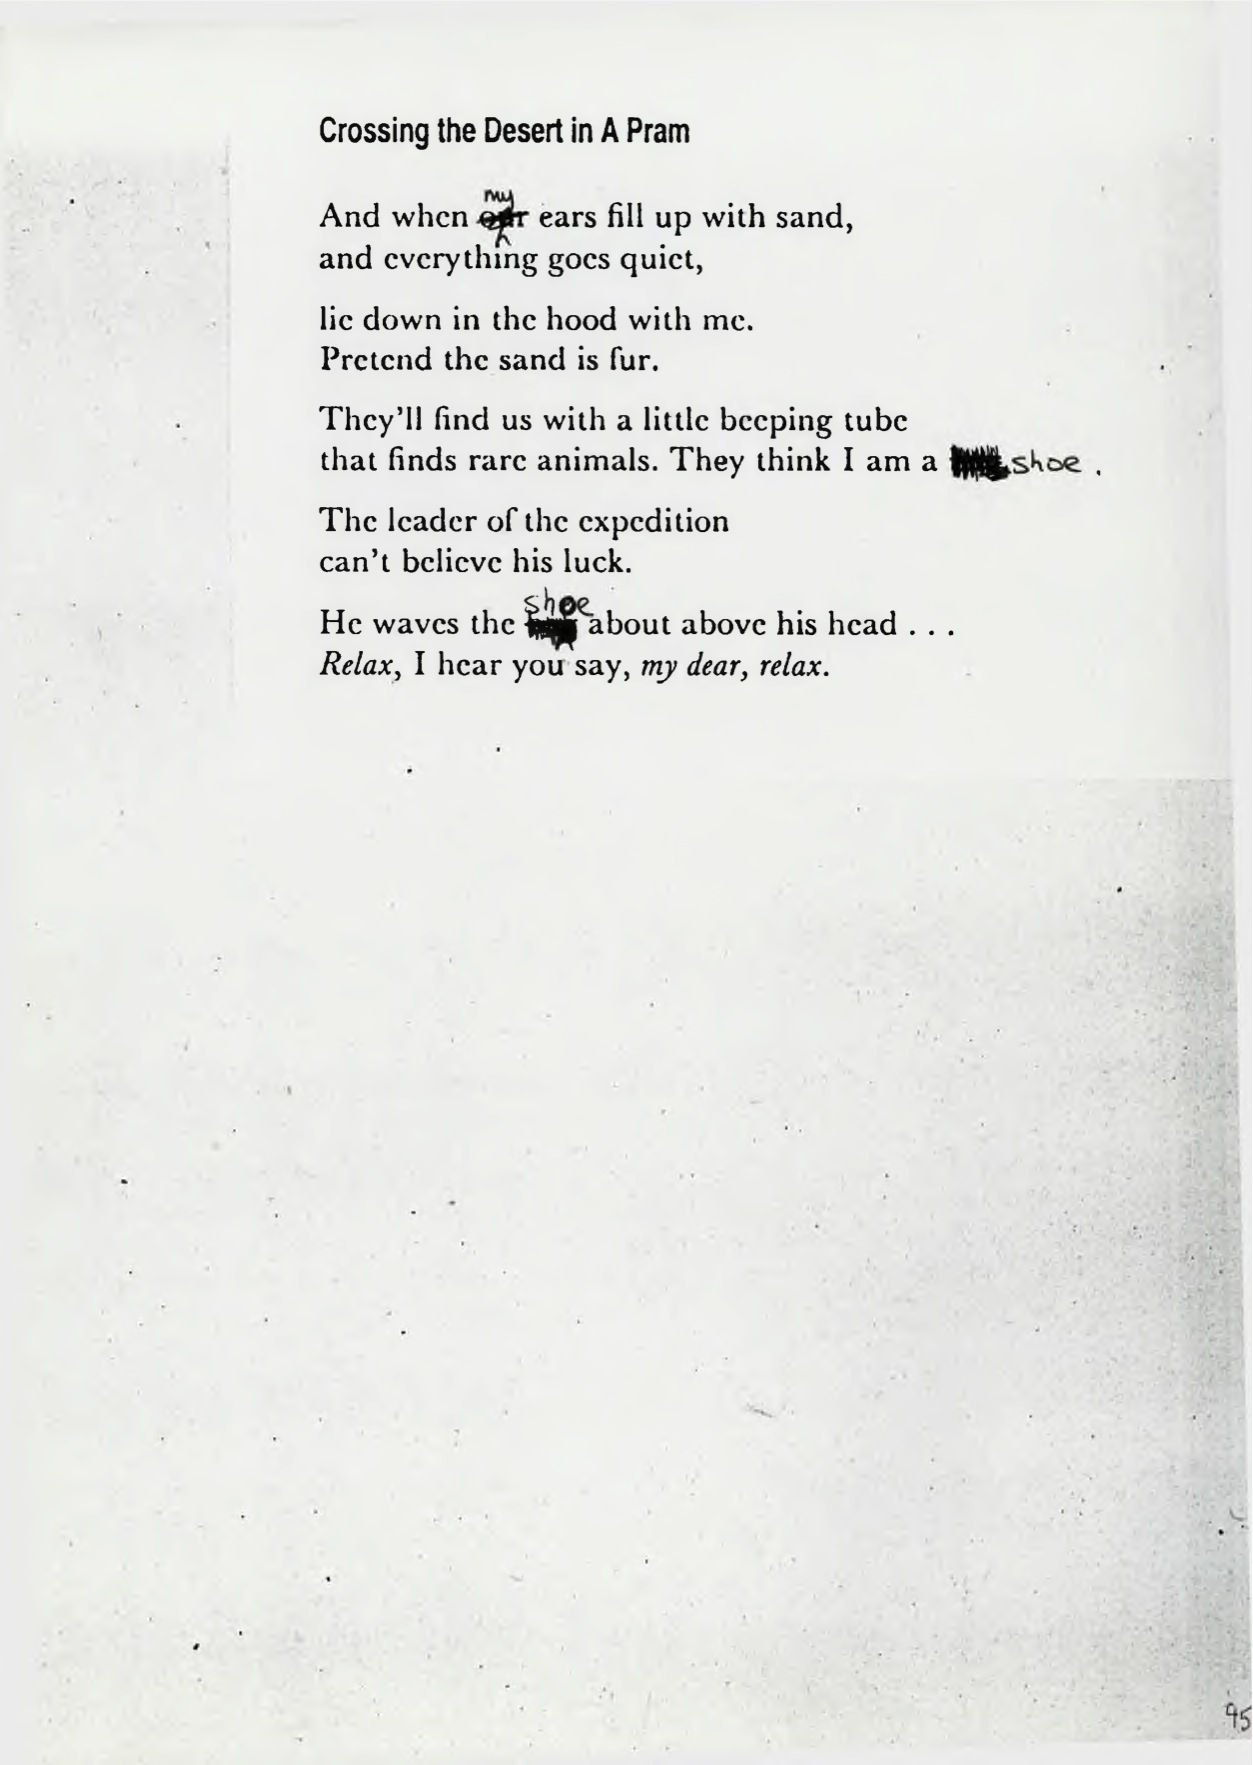 Crossing the Desert in A Pram
And when my ears fill up with sand,
and everything goes quiet,
lie down in the hood with me.
Pretend the sand is fur.
They'll find us with a little beeping tube
that finds rare animals. They think I am a shoe.
The leader of the expedition
can't believe his luck.
He waves the shoe about above his head . . .
Relax, I hear you say, my dear, relax.
95